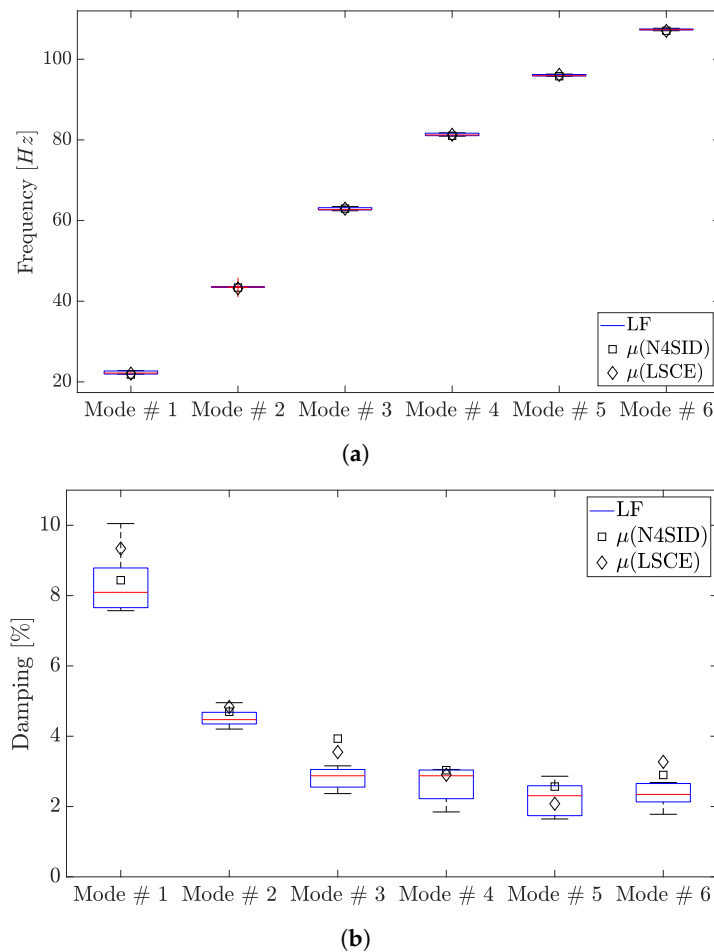 100
80
60
40
20
Frequency [Hz]
LF
μ(N4SID)
μ(LSCE)
Mode # 1 Mode # 2 Mode # 3 Mode # 4 Mode # 5 Mode # 6
(a)
10
8
6
4
2
0
Damping [%]
LF
μ(N4SID)
μ(LSCE)
Mode # 1 Mode # 2 Mode # 3 Mode # 4 Mode # 5 Mode # 6
(b)